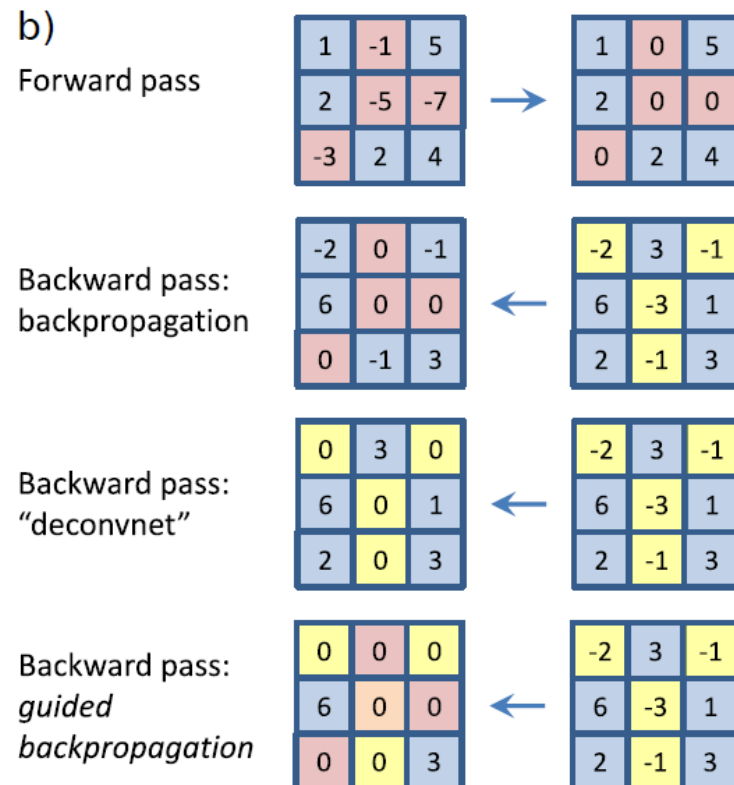 b)
Forward pass
1 -1 5 1 0 5
2 -5 -7 2 0 0
-3 2 4 0 2 4
Backward pass:
backpropagation
-2 0 -1 -2 3 -1
6 0 0 6 -3 1
0 -1 3 2 -1 3
Backward pass:
“deconvnet”
0 3 0 -2 3 -1
6 0 1 6 -3 1
2 0 3 2 -1 3
Backward pass:
guided
backpropagation
0 0 0 -2 3 -1
6 0 0 6 -3 1
0 0 3 2 -1 3